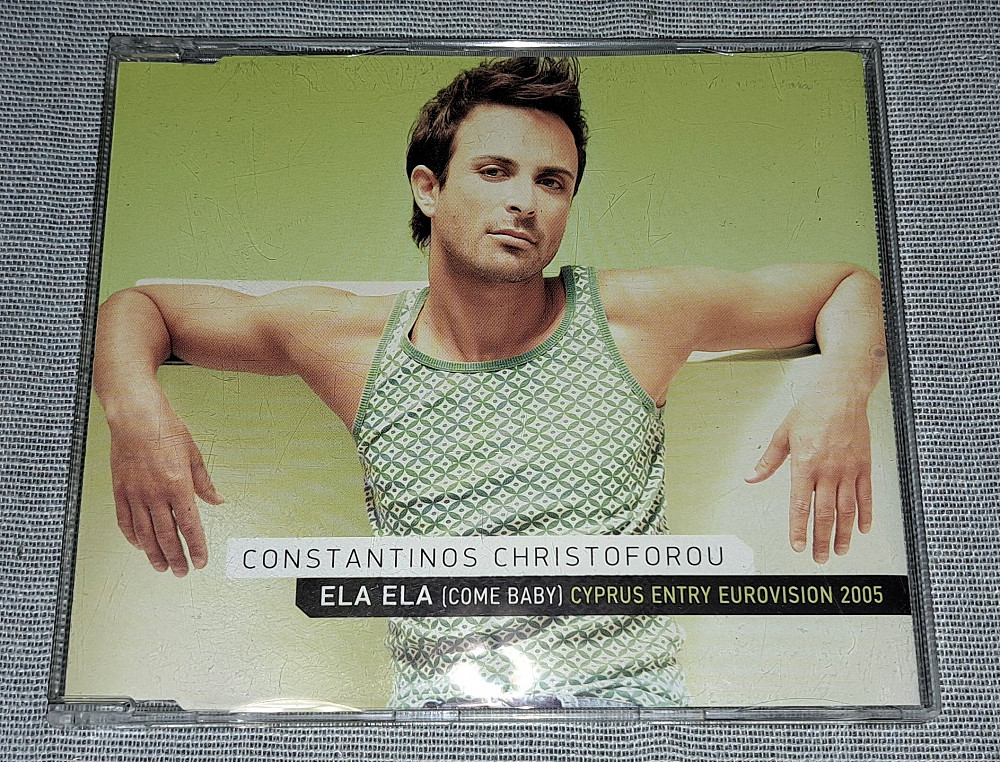 CONSTANTINOS CHRISTOFOROU
ELA ELA (COME BABY) CYPRUS ENTRY EUROVISION 2005